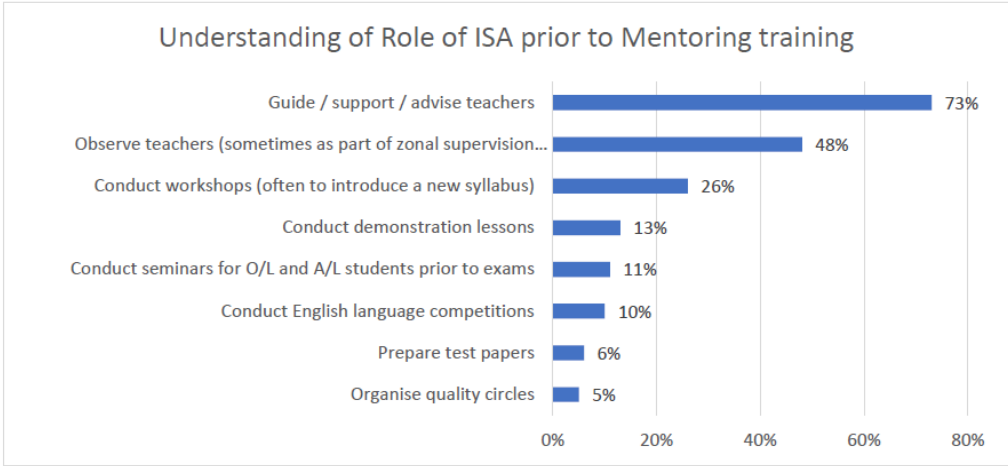 Understanding of Role of ISA prior to Mentoring training
Guide / support / advise teachers 73%
Observe teachers (sometimes as part of zonal supervision... 48%
Conduct workshops (often to introduce a new syllabus) 26%
Conduct demonstration lessons 13%
Conduct seminars for O/L and A/L students prior to exams 11%
Conduct English language competitions 10%
Prepare test papers 6%
Organise quality circles 5%
0% 20% 40% 60% 80%